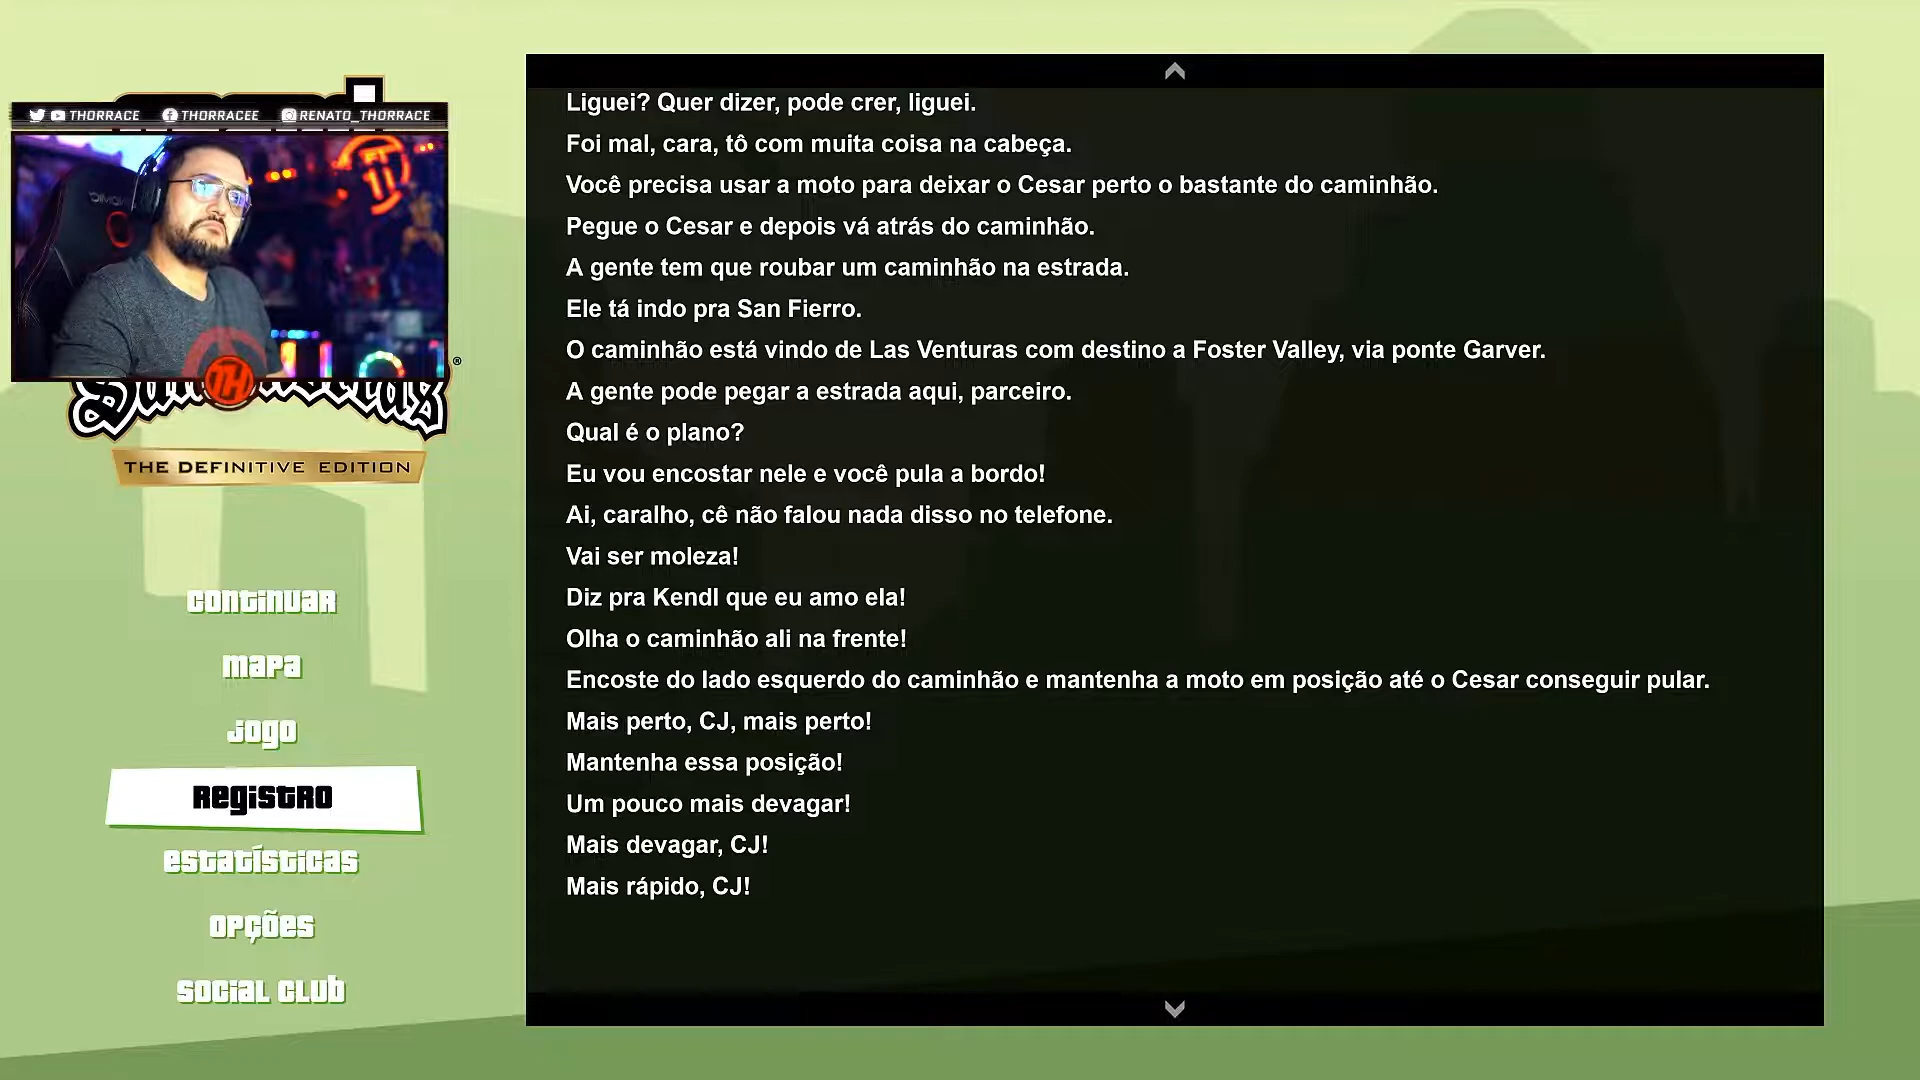 THORRACE THORRACEE RENATO_THORRACE
TH
®
THE DEFINITIVE EDITION
continuar
mapa
jogo
Registro
estatísticas
opções
social club
Liguei? Quer dizer, pode crer, liguei.
Foi mal, cara, tô com muita coisa na cabeça.
Você precisa usar a moto para deixar o Cesar perto o bastante do caminhão.
Pegue o Cesar e depois vá atrás do caminhão.
A gente tem que roubar um caminhão na estrada.
Ele tá indo pra San Fierro.
O caminhão está vindo de Las Venturas com destino a Foster Valley, via ponte Garver.
A gente pode pegar a estrada aqui, parceiro.
Qual é o plano?
Eu vou encostar nele e você pula a bordo!
Ai, caralho, cê não falou nada disso no telefone.
Vai ser moleza!
Diz pra Kendl que eu amo ela!
Olha o caminhão ali na frente!
Encoste do lado esquerdo do caminhão e mantenha a moto em posição até o Cesar conseguir pular.
Mais perto, CJ, mais perto!
Mantenha essa posição!
Um pouco mais devagar!
Mais devagar, CJ!
Mais rápido, CJ!